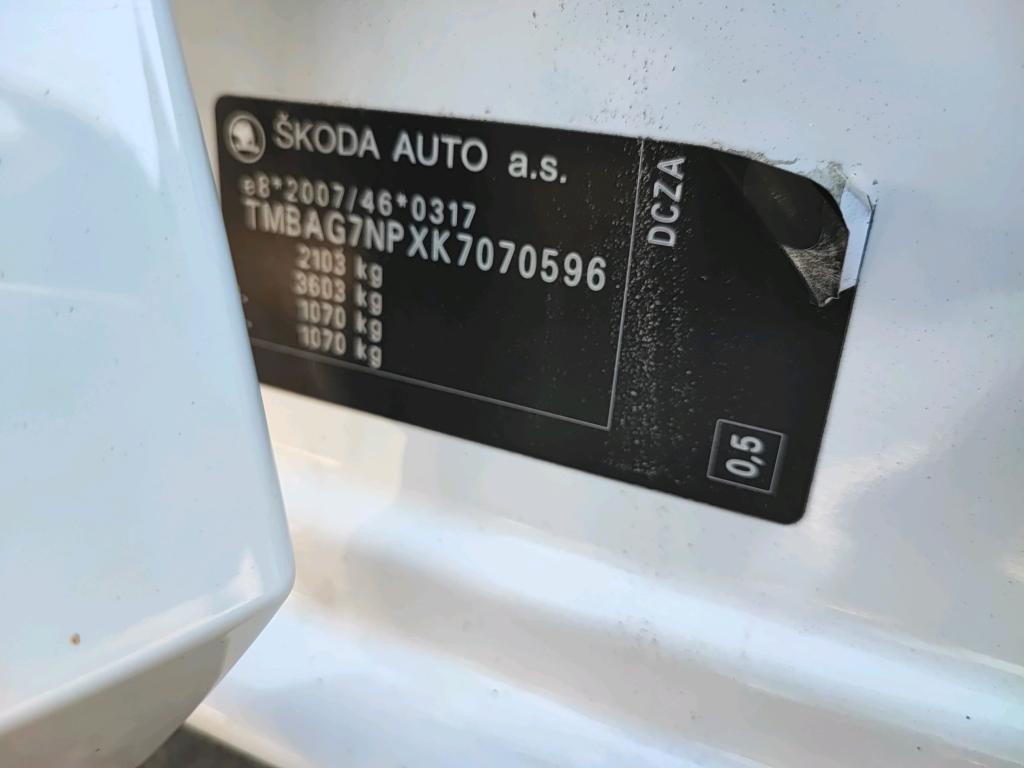 ŠKODA AUTO a.s.
e8*2007/46*0317
TMBAG7NPXK7070596
2103 kg
3603 kg
1070 kg
1070 kg
DCZA
0,5